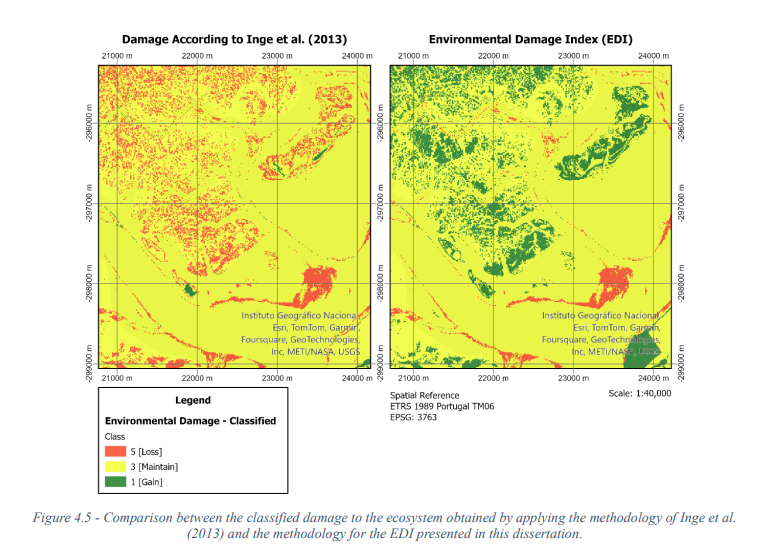 Damage According to Inge et al. (2013)
Environmental Damage Index (EDI)
21000 m 22000 m 23000 m 24000 m
21000 m 22000 m 23000 m 24000 m
-296000 m -296000 m -296000 m
-297000 m -297000 m -297000 m
-298000 m -298000 m -298000 m
-299000 m -299000 m -299000 m
Instituto Geográfico Naciona
Esri, TomTom, Garmin,
Foursquare, GeoTechnologies,
Inc, METI/NASA, USGS
Instituto Geográfico Nacional,
Esri, TomTom, Garmin,
Foursquare, GeoTechnologies,
Inc, METI/NASA, USGS
21000 m 22000 m 23000 m 24000 m
21000 m 22000 m 23000 m 24000 m
Legend
Environmental Damage - Classified
Class
5 [Loss]
3 [Maintain]
1 [Gain]
Spatial Reference
ETRS 1989 Portugal TM06
EPSG: 3763
Scale: 1:40,000
Figure 4.5 - Comparison between the classified damage to the ecosystem obtained by applying the methodology of Inge et al.
(2013) and the methodology for the EDI presented in this dissertation.